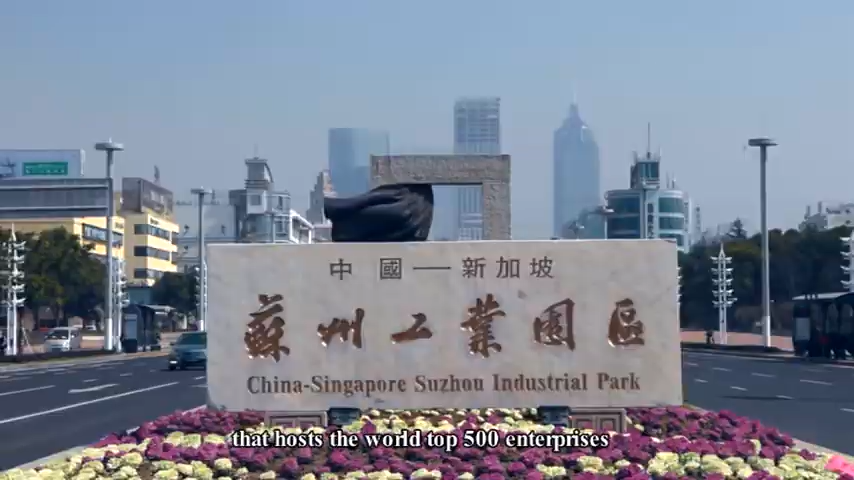 中國—新加坡
蘇州工業園區
China-Singapore Suzhou Industrial Park
that hosts the world top 500 enterprises